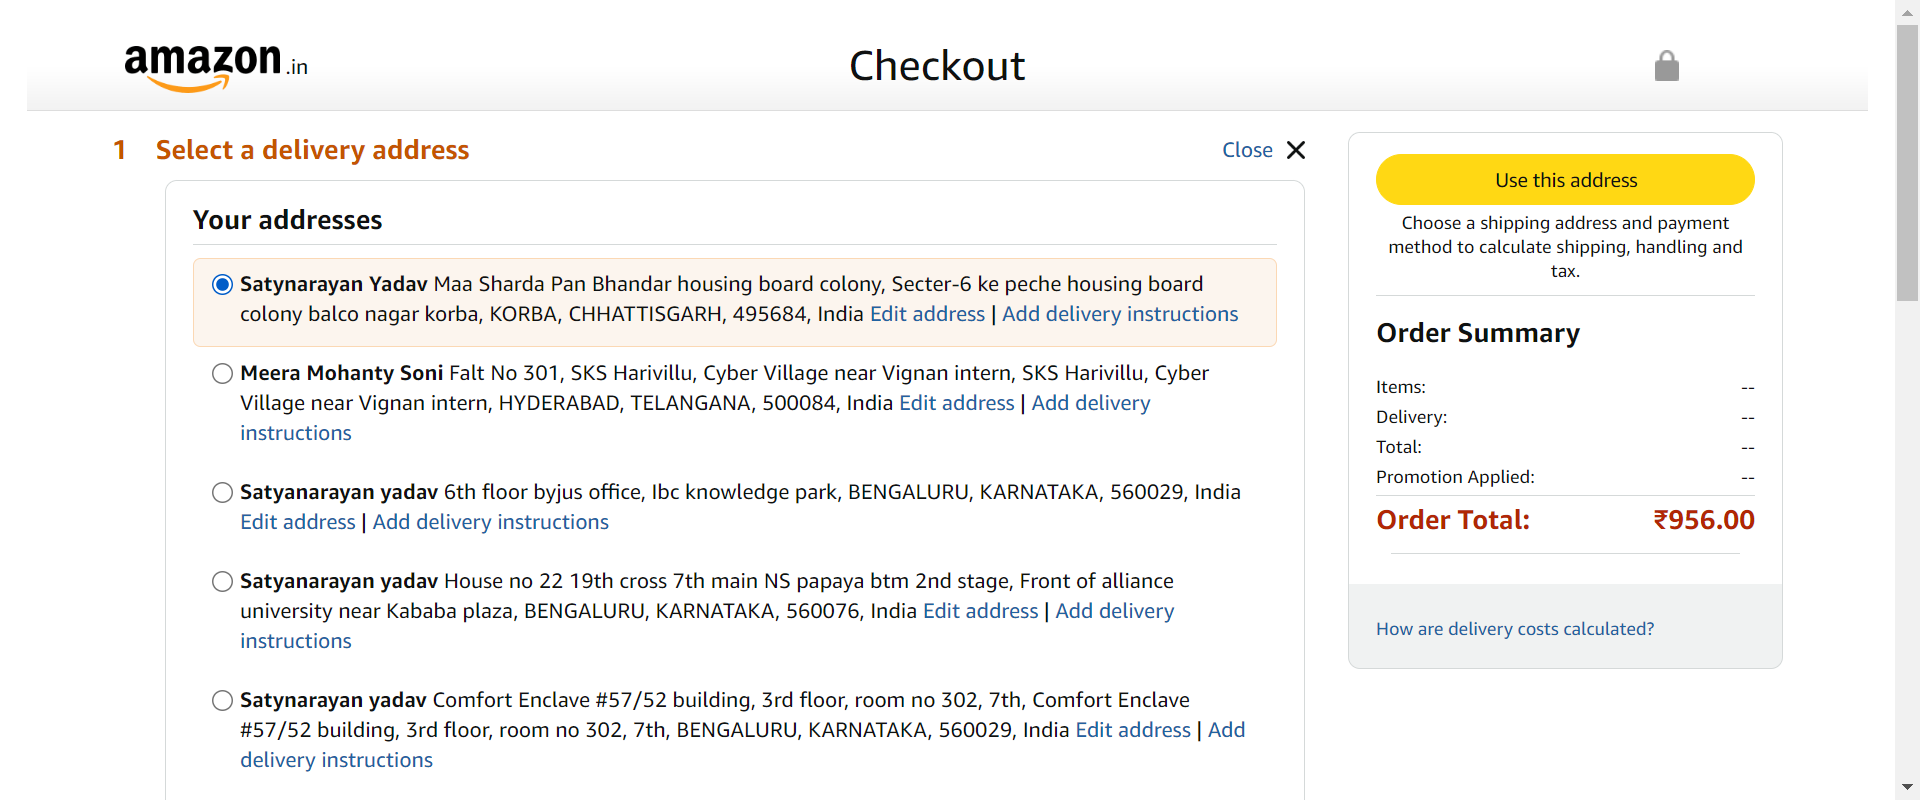 amazon.in
Checkout
1 Select a delivery address
Close
Your addresses
Satynarayan Yadav Maa Sharda Pan Bhandar housing board colony, Secter-6 ke peche housing board
colony balco nagar korba, KORBA, CHHATTISGARH, 495684, India Edit address | Add delivery instructions
Meera Mohanty Soni Falt No 301, SKS Harivillu, Cyber Village near Vignan intern, SKS Harivillu, Cyber
Village near Vignan intern, HYDERABAD, TELANGANA, 500084, India Edit address | Add delivery
instructions
Satyanarayan yadav 6th floor byjus office, Ibc knowledge park, BENGALURU, KARNATAKA, 560029, India
Edit address | Add delivery instructions
Satyanarayan yadav House no 22 19th cross 7th main NS papaya btm 2nd stage, Front of alliance
university near Kababa plaza, BENGALURU, KARNATAKA, 560076, India Edit address | Add delivery
instructions
Satynarayan yadav Comfort Enclave #57/52 building, 3rd floor, room no 302, 7th, Comfort Enclave
#57/52 building, 3rd floor, room no 302, 7th, BENGALURU, KARNATAKA, 560029, India Edit address | Add
delivery instructions
Use this address
Choose a shipping address and payment
method to calculate shipping, handling and
tax.
Order Summary
Items: --
Delivery: --
Total: --
Promotion Applied: --
Order Total: ₹956.00
How are delivery costs calculated?